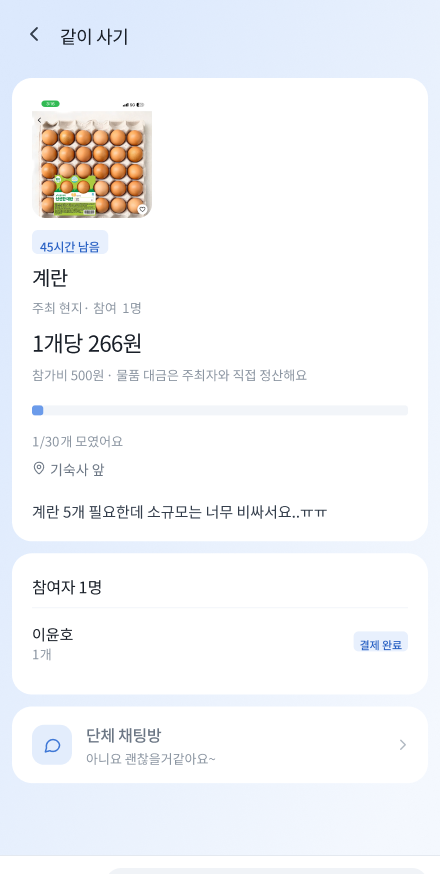 같이 사기
5G
45시간 남음
계란
주최 현지 · 참여 1명
1개당 266원
참가비 500원 · 물품 대금은 주최자와 직접 정산해요
1/30개 모였어요
기숙사 앞
계란 5개 필요한데 소규모는 너무 비싸서요..ㅠㅠ
참여자 1명
이윤호
1개
결제 완료
단체 채팅방
아니요 괜찮을거같아요~